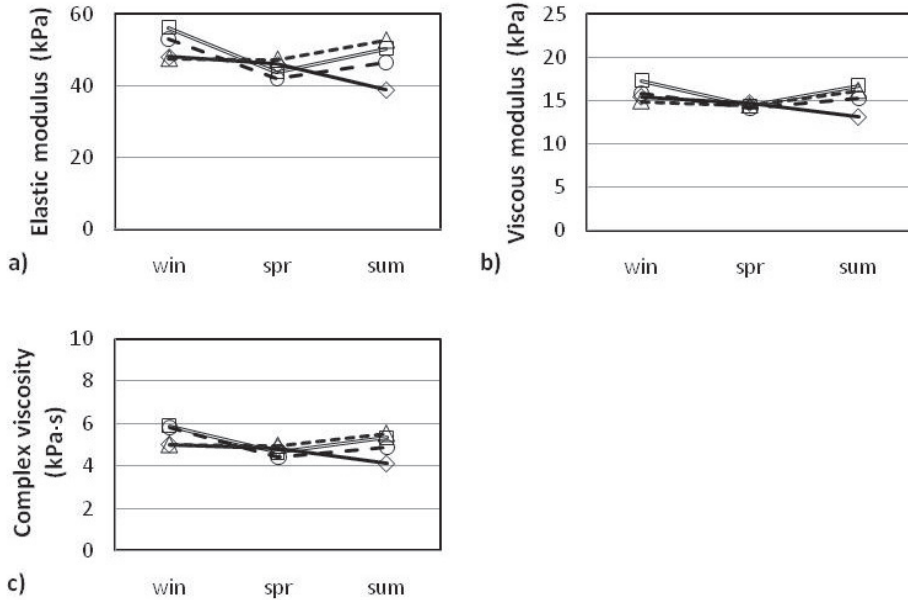 Elastic modulus (kPa)
60
40
20
0
a)
win spr sum
Viscous modulus (kPa)
25
20
15
10
5
0
b)
win spr sum
Complex viscosity
(kPa·s)
10
8
6
4
2
0
c)
win spr sum